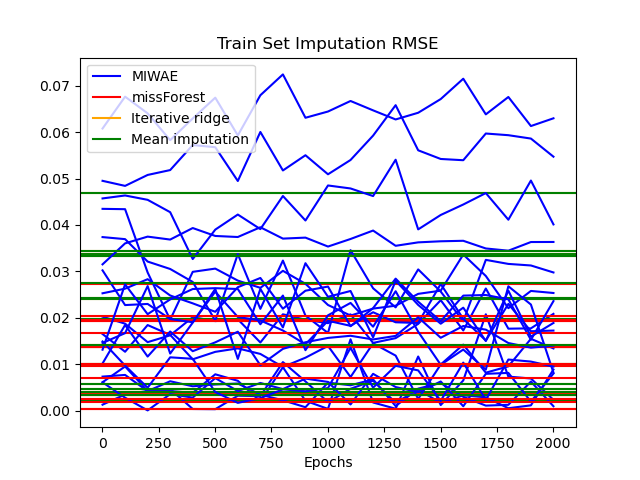 Train Set Imputation RMSE
MIWAE
missForest
Iterative ridge
Mean imputation
0.07
0.06
0.05
0.04
0.03
0.02
0.01
0.00
0 250 500 750 1000 1250 1500 1750 2000
Epochs